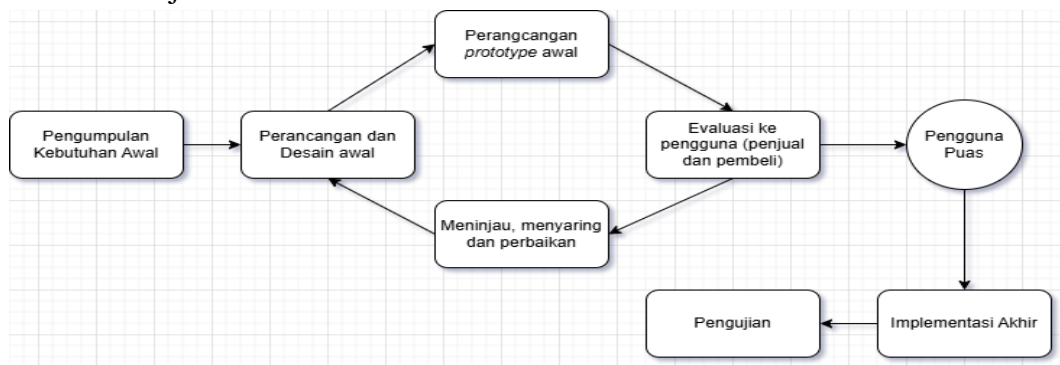 Perangcangan
prototype awal
Pengumpulan
Kebutuhan Awal
Perancangan dan
Desain awal
Evaluasi ke
pengguna (penjual
dan pembeli)
Pengguna
Puas
Meninjau, menyaring
dan perbaikan
Pengujian
Implementasi Akhir